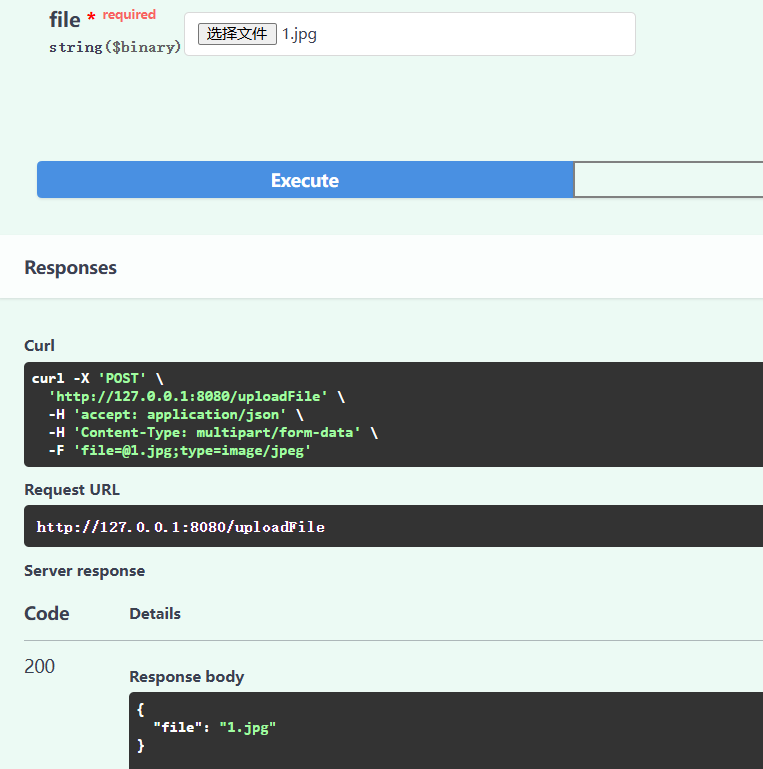 file * required
string($binary) 选择文件 1.jpg
Execute
Responses
Curl
curl -X 'POST' \
  'http://127.0.0.1:8080/uploadFile' \
  -H 'accept: application/json' \
  -H 'Content-Type: multipart/form-data' \
  -F 'file=@1.jpg;type=image/jpeg'
Request URL
http://127.0.0.1:8080/uploadFile
Server response
Code Details
200
Response body
{
  "file": "1.jpg"
}